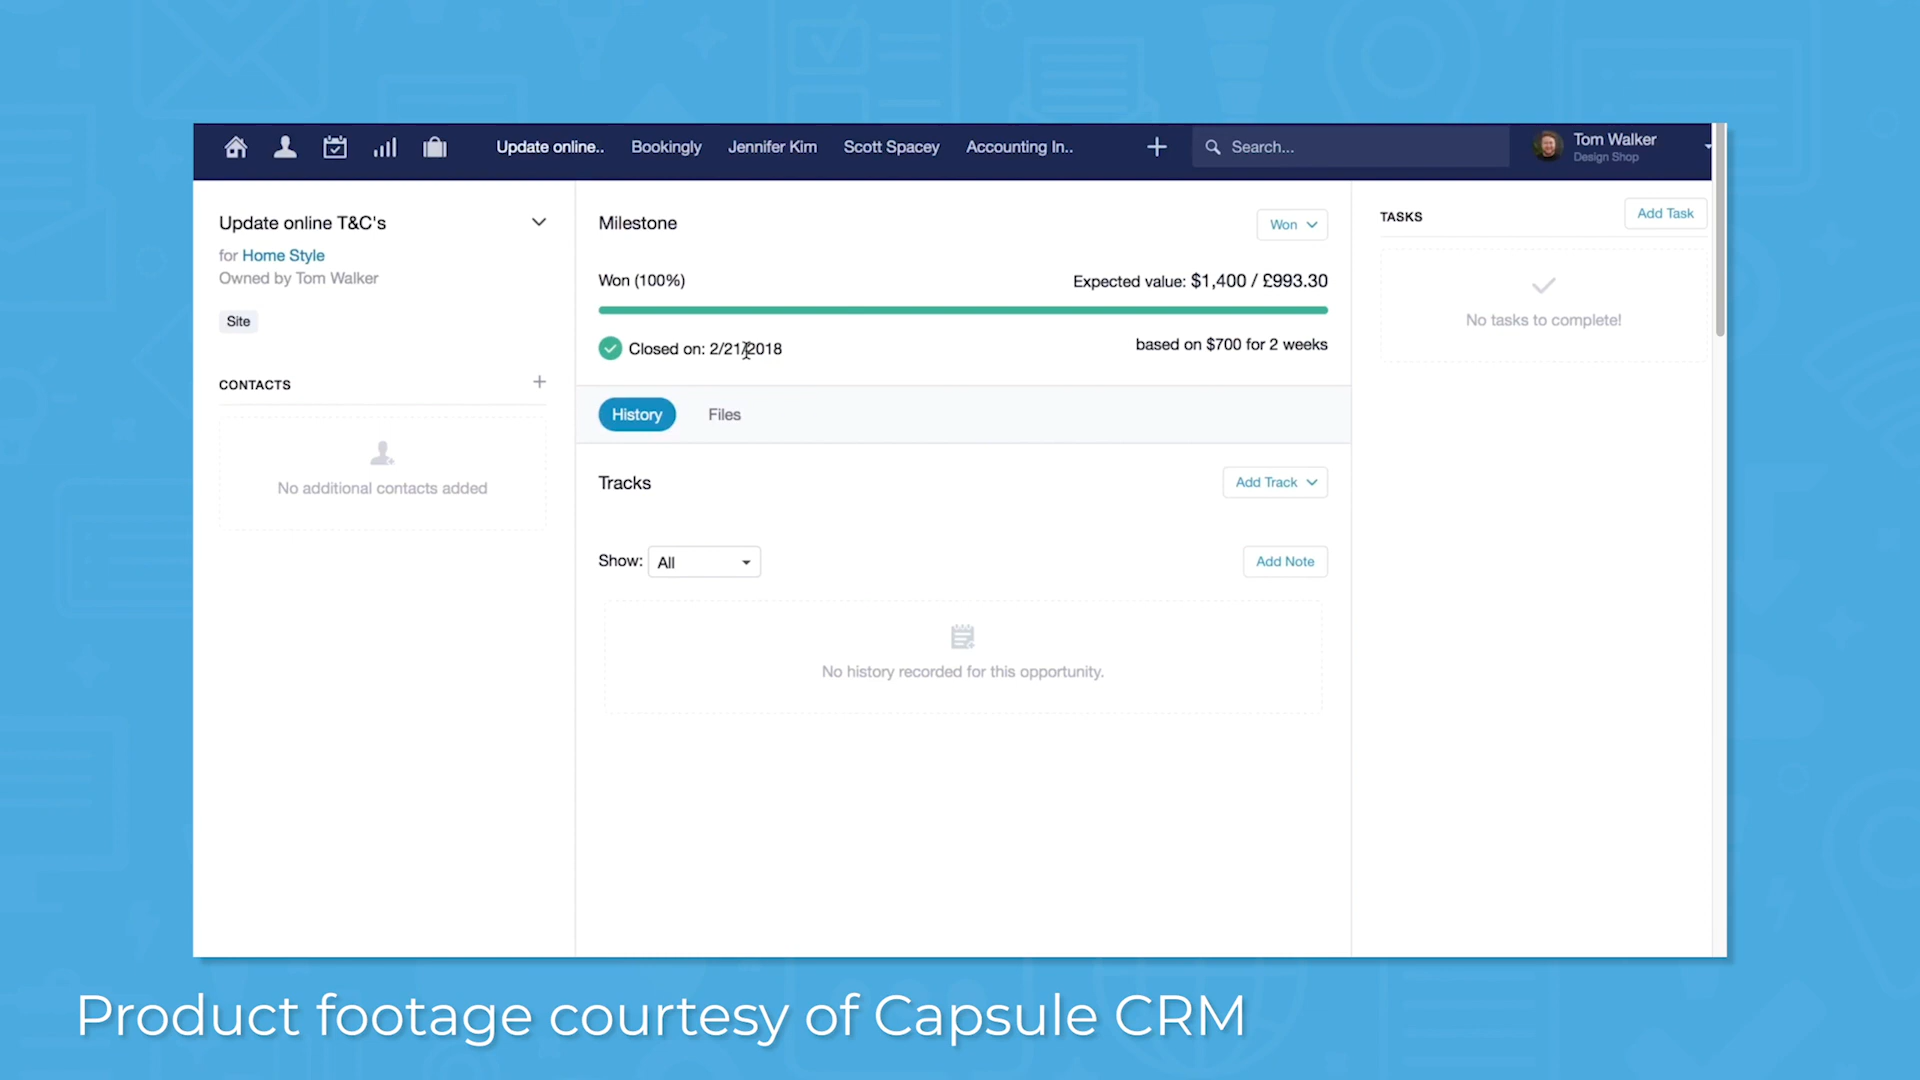 Update online..
Bookingly
Jennifer Kim
Scott Spacey
Accounting In..
Search...
Tom Walker
Design Shop
Update online T&C's
for Home Style
Owned by Tom Walker
Site
CONTACTS
No additional contacts added
Milestone
Won
Won (100%)
Expected value: $1,400 / £993.30
Closed on: 2/21/2018
based on $700 for 2 weeks
History
Files
Tracks
Add Track
Show: All
Add Note
No history recorded for this opportunity.
TASKS
Add Task
No tasks to complete!
Product footage courtesy of Capsule CRM